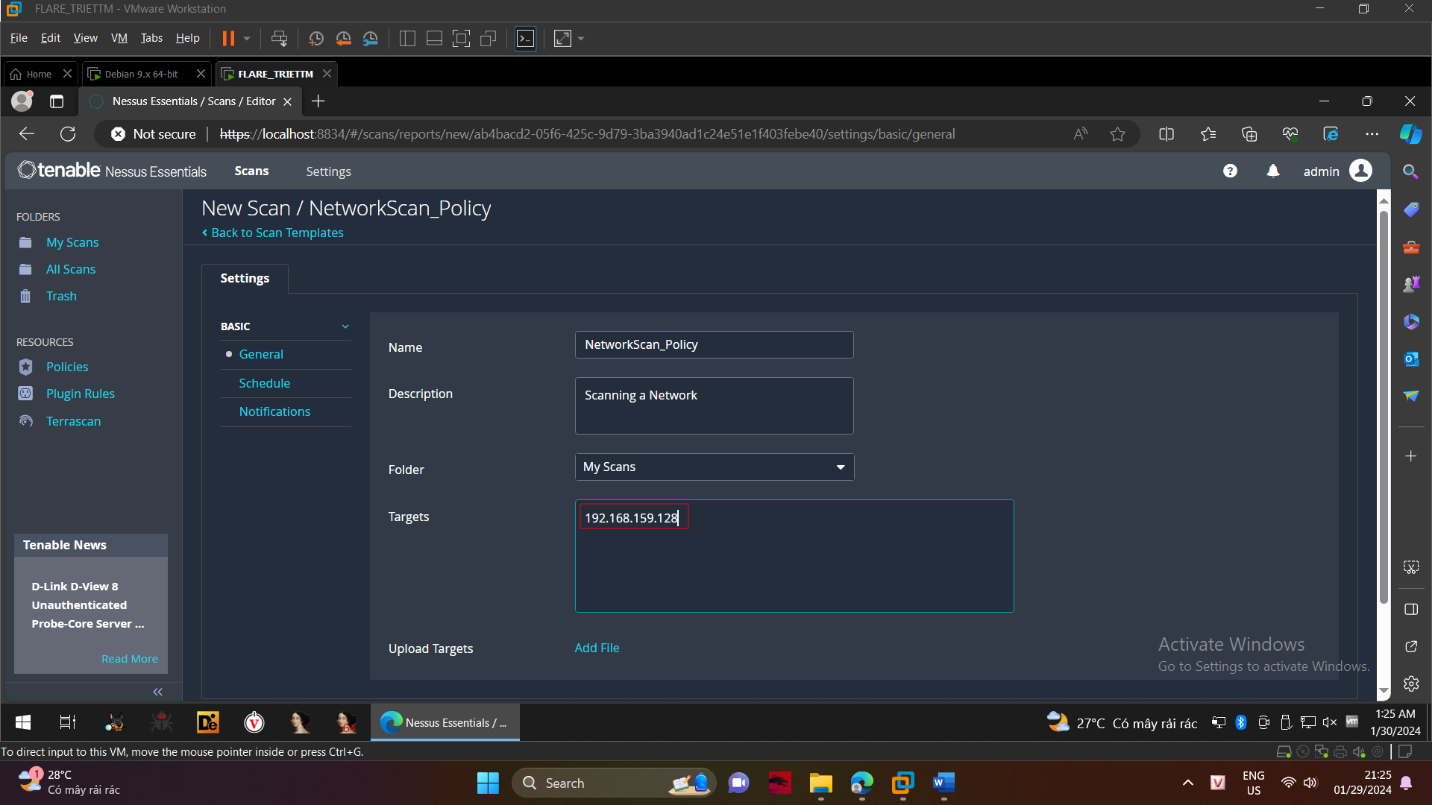 FLARE_TRIETTM - VMware Workstation
File Edit View VM Tabs Help
Home Debian 9.x 64-bit FLARE_TRIETTM
Nessus Essentials / Scans / Editor
Not secure https://localhost:8834/#/scans/reports/new/ab4bacd2-05f6-425c-9d79-3ba3940ad1c24e51e1f403febe40/settings/basic/general
tenable Nessus Essentials Scans Settings admin
FOLDERS
My Scans
All Scans
Trash
RESOURCES
Policies
Plugin Rules
Terrascan
Tenable News
D-Link D-View 8
Unauthenticated
Probe-Core Server ...
Read More
New Scan / NetworkScan_Policy
Back to Scan Templates
Settings
BASIC
General
Schedule
Notifications
Name NetworkScan_Policy
Description Scanning a Network
Folder My Scans
Targets 192.168.159.128
Upload Targets Add File
Activate Windows
Go to Settings to activate Windows.
Nessus Essentials / ...
27°C Có mây rải rác
1:25 AM
1/30/2024
To direct input to this VM, move the mouse pointer inside or press Ctrl+G.
1
28°C
Có mây rải rác
Search
ENG
US
21:25
01/29/2024